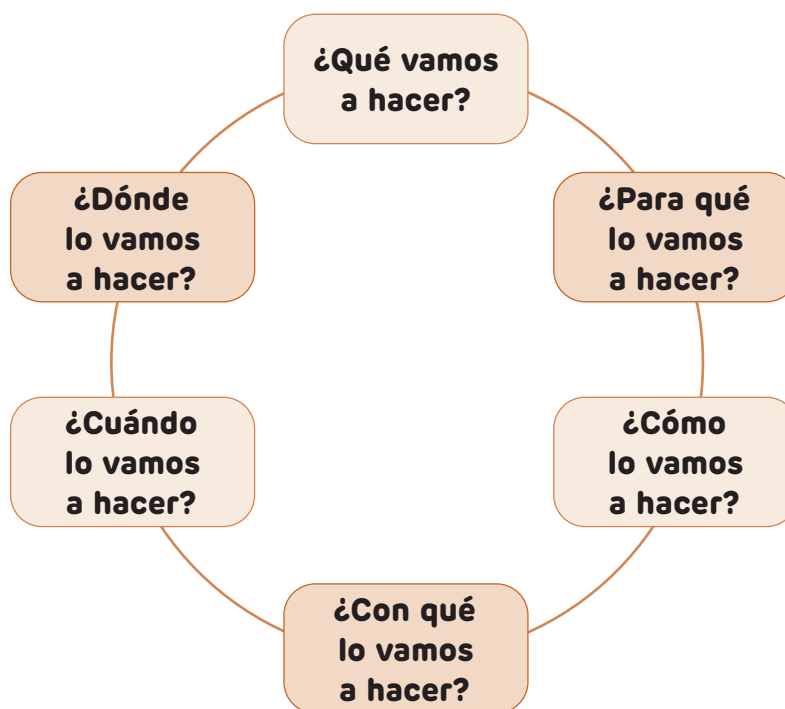 ¿Qué vamos
a hacer?
¿Para qué
lo vamos
a hacer?
¿Cómo
lo vamos
a hacer?
¿Con qué
lo vamos
a hacer?
¿Cuándo
lo vamos
a hacer?
¿Dónde
lo vamos
a hacer?